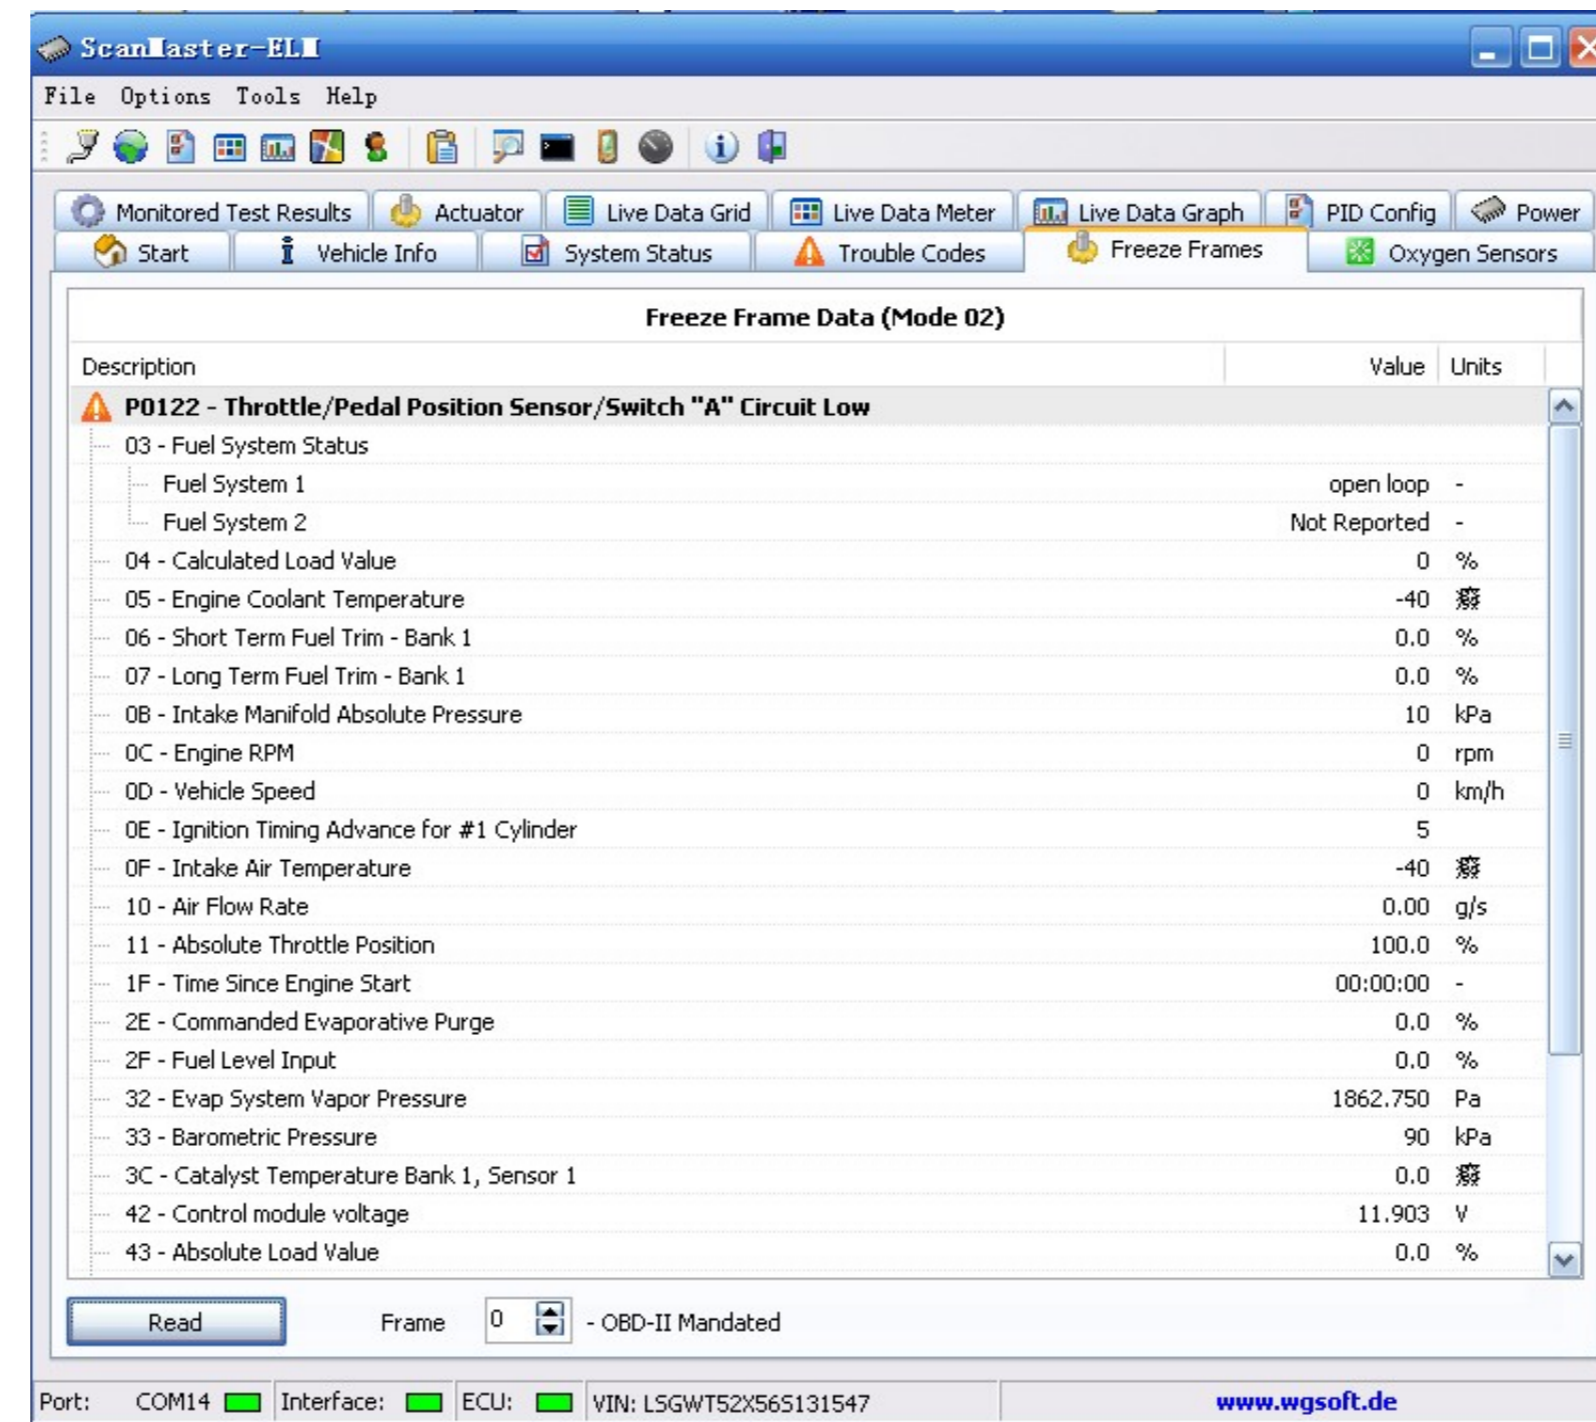 ScanMaster-ELM
File Options Tools Help
Monitored Test Results Actuator Live Data Grid Live Data Meter Live Data Graph PID Config Power
Start Vehicle Info System Status Trouble Codes Freeze Frames Oxygen Sensors
Freeze Frame Data (Mode 02)
Description Value Units
P0122 - Throttle/Pedal Position Sensor/Switch "A" Circuit Low
03 - Fuel System Status
Fuel System 1 open loop -
Fuel System 2 Not Reported -
04 - Calculated Load Value 0 %
05 - Engine Coolant Temperature -40
06 - Short Term Fuel Trim - Bank 1 0.0 %
07 - Long Term Fuel Trim - Bank 1 0.0 %
0B - Intake Manifold Absolute Pressure 10 kPa
0C - Engine RPM 0 rpm
0D - Vehicle Speed 0 km/h
0E - Ignition Timing Advance for #1 Cylinder 5
0F - Intake Air Temperature -40
10 - Air Flow Rate 0.00 g/s
11 - Absolute Throttle Position 100.0 %
1F - Time Since Engine Start 00:00:00 -
2E - Commanded Evaporative Purge 0.0 %
2F - Fuel Level Input 0.0 %
32 - Evap System Vapor Pressure 1862.750 Pa
33 - Barometric Pressure 90 kPa
3C - Catalyst Temperature Bank 1, Sensor 1 0.0
42 - Control module voltage 11.903 V
43 - Absolute Load Value 0.0 %
Read Frame 0 - OBD-II Mandated
Port: COM14 Interface: ECU: VIN: LSGWT52X56S131547 www.wgsoft.de